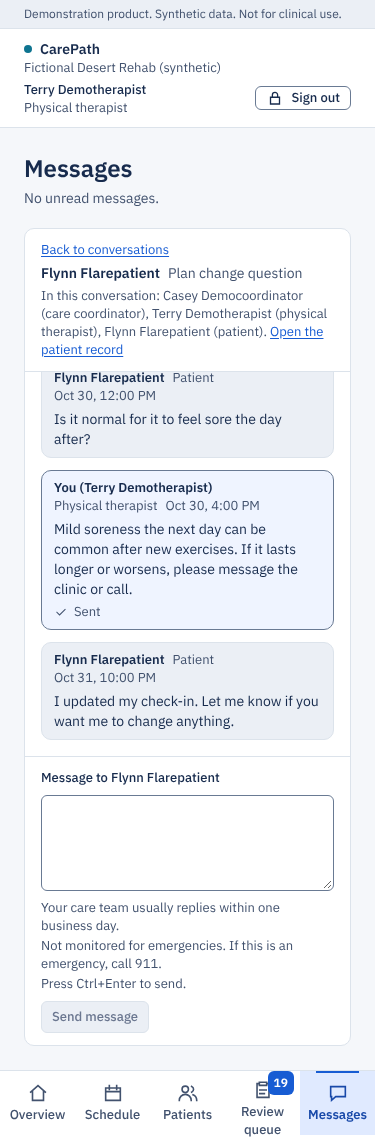 Demonstration product. Synthetic data. Not for clinical use.
CarePath
Fictional Desert Rehab (synthetic)
Terry Demotherapist
Physical therapist
Sign out
Messages
No unread messages.
Back to conversations
Flynn Flarepatient Plan change question
In this conversation: Casey Democoordinator
(care coordinator), Terry Demotherapist (physical
therapist), Flynn Flarepatient (patient). Open the
patient record
Flynn Flarepatient Patient
Oct 30, 12:00 PM
Is it normal for it to feel sore the day
after?
You (Terry Demotherapist)
Physical therapist Oct 30, 4:00 PM
Mild soreness the next day can be
common after new exercises. If it lasts
longer or worsens, please message the
clinic or call.
Sent
Flynn Flarepatient Patient
Oct 31, 10:00 PM
I updated my check-in. Let me know if you
want me to change anything.
Message to Flynn Flarepatient
Your care team usually replies within one
business day.
Not monitored for emergencies. If this is an
emergency, call 911.
Press Ctrl+Enter to send.
Send message
Overview
Schedule
Patients
19
Review
queue
Messages